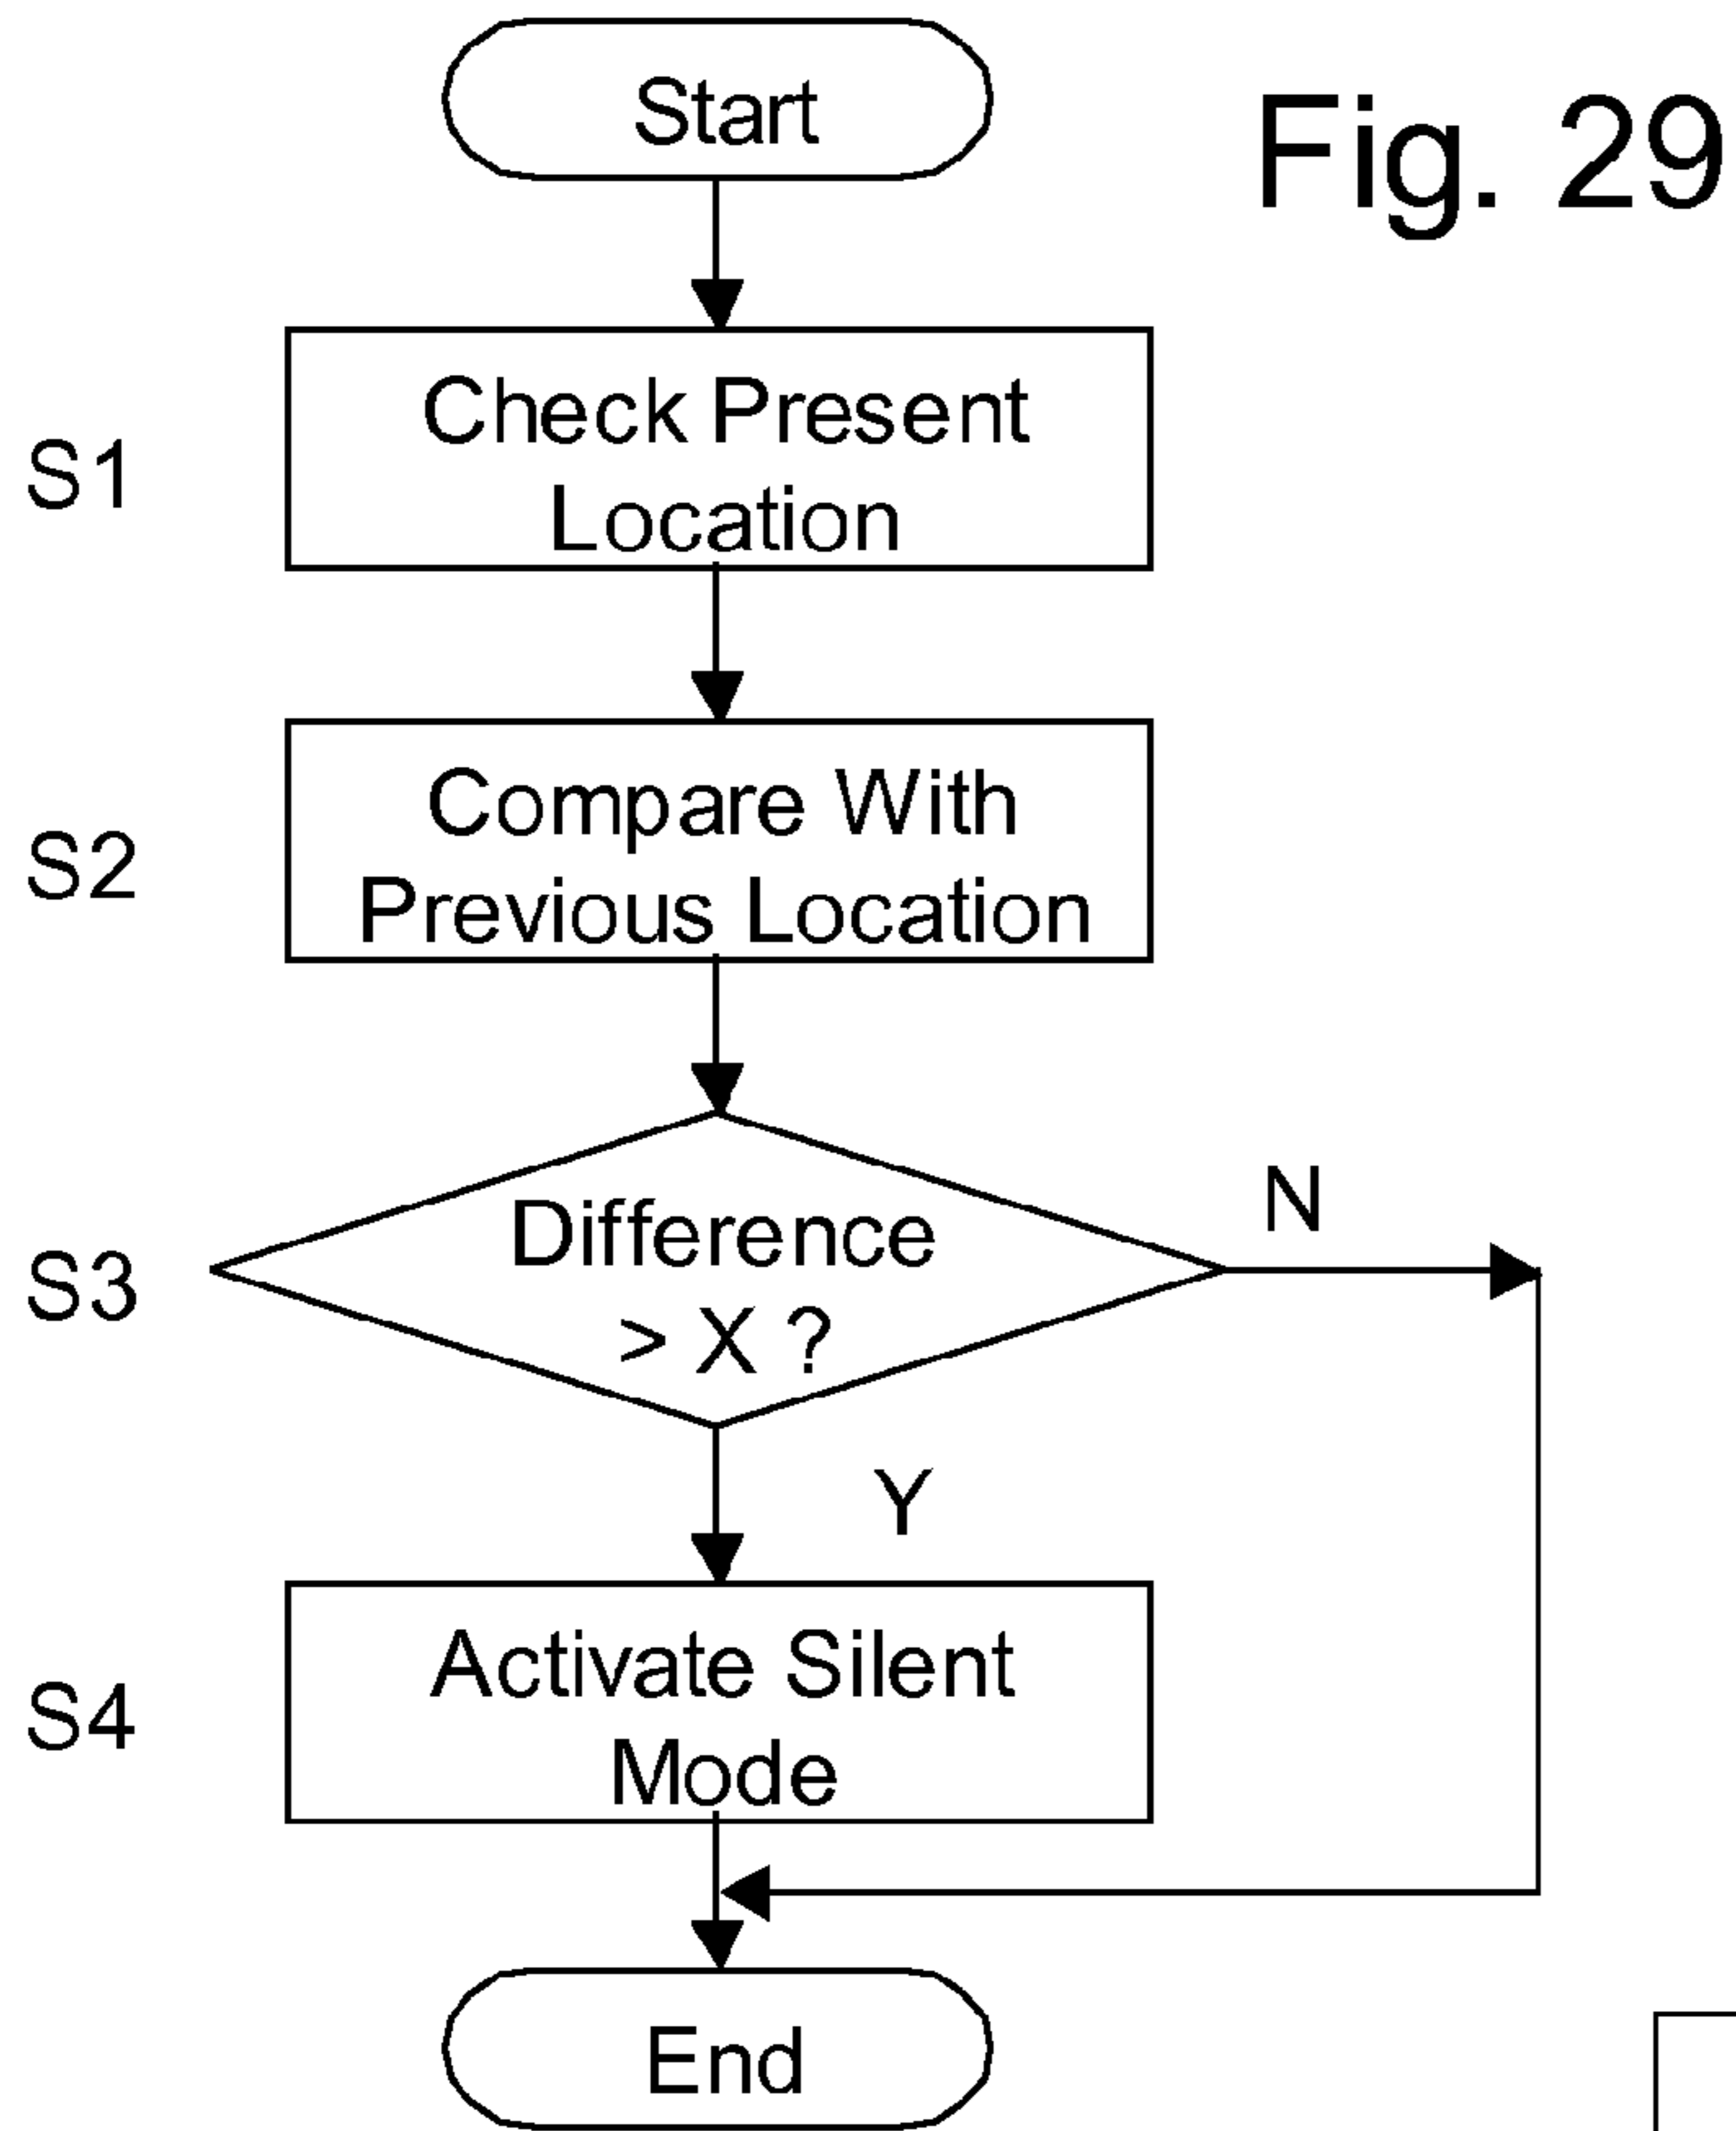 Start
Fig. 29
S1
Check Present
Location
S2
Compare With
Previous Location
S3
Difference
> X ?
N
Y
S4
Activate Silent
Mode
End